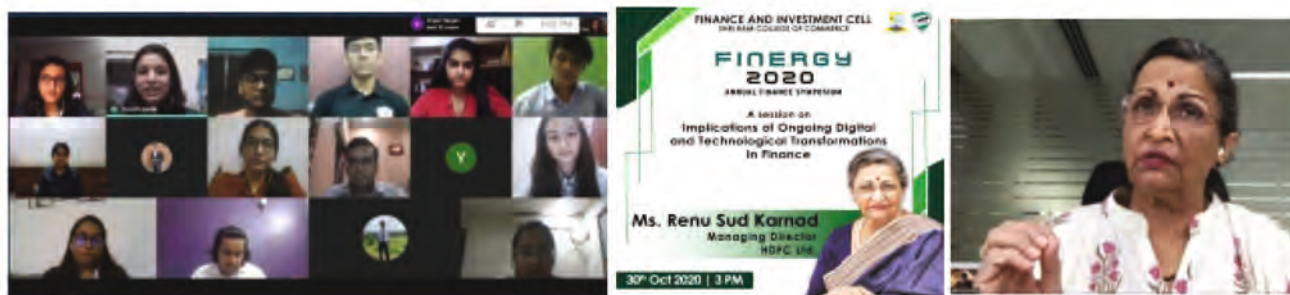 Y
FINANCE AND INVESTMENT CELL
SHRI RAM COLLEGE OF COMMERCE
FINERGY
2020
ANNUAL FINANCE SYMPOSIUM
A session on
Implications of Ongoing Digital
and Technological Transformations
In Finance
Ms. Renu Sud Karnad
Managing Director
HDFC Ltd.
30th Oct 2020 | 3 PM